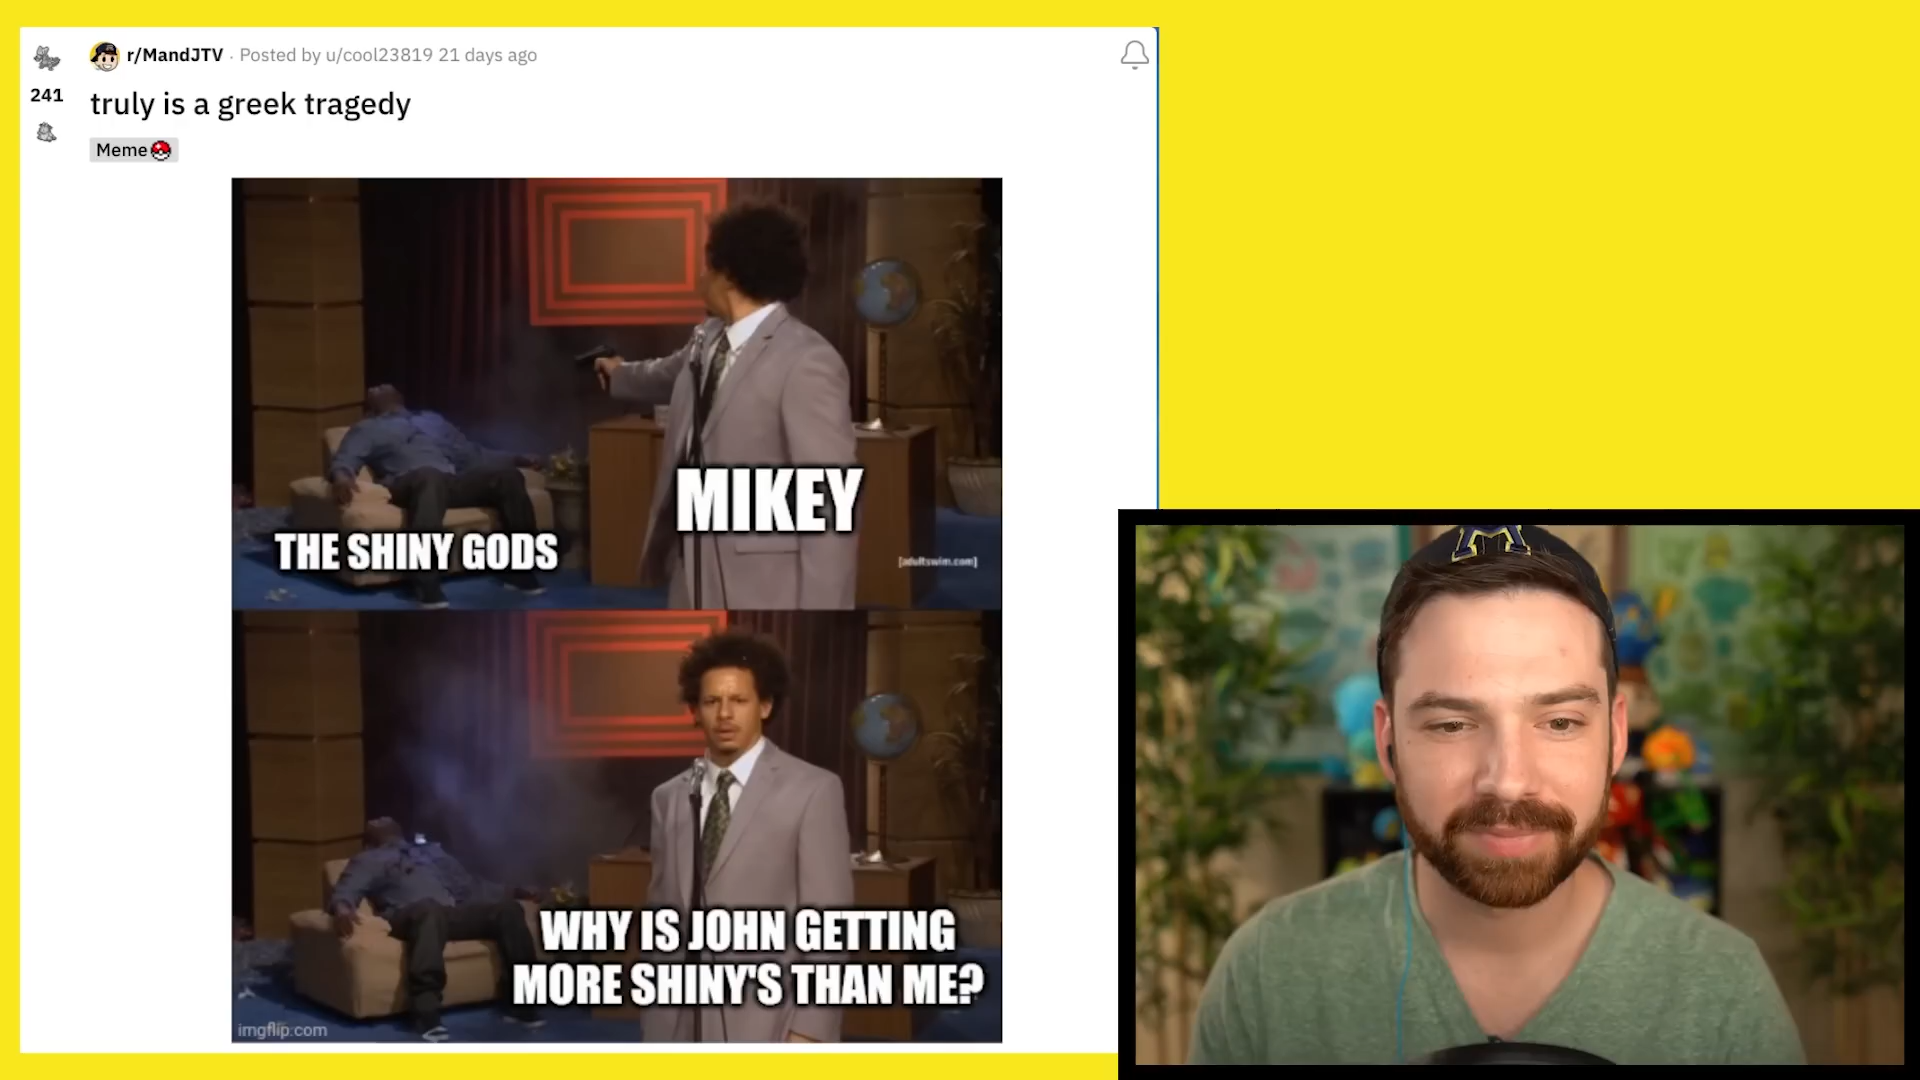 r/MandJTV · Posted by u/cool23819 21 days ago
241
truly is a greek tragedy
Meme
MIKEY
THE SHINY GODS
[adultswim.com]
WHY IS JOHN GETTING
MORE SHINY'S THAN ME?
imgflip.com
M